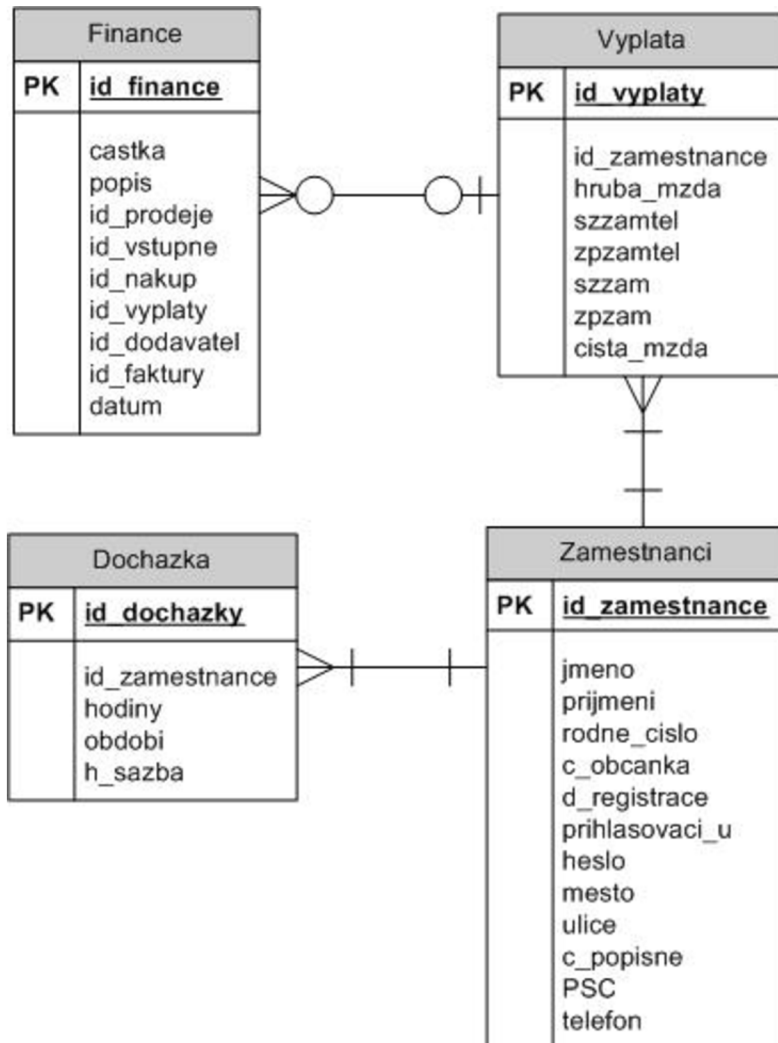 Finance
PK id_finance
castka
popis
id_prodeje
id_vstupne
id_nakup
id_vyplaty
id_dodavatel
id_faktury
datum
Vyplata
PK id_vyplaty
id_zamestnance
hruba_mzda
szzamtel
zpzamtel
szzam
zpzam
cista_mzda
Dochazka
PK id_dochazky
id_zamestnance
hodiny
obdobi
h_sazba
Zamestnanci
PK id_zamestnance
jmeno
prijmeni
rodne_cislo
c_obcanka
d_registrace
prihlasovaci_u
heslo
mesto
ulice
c_popisne
PSC
telefon